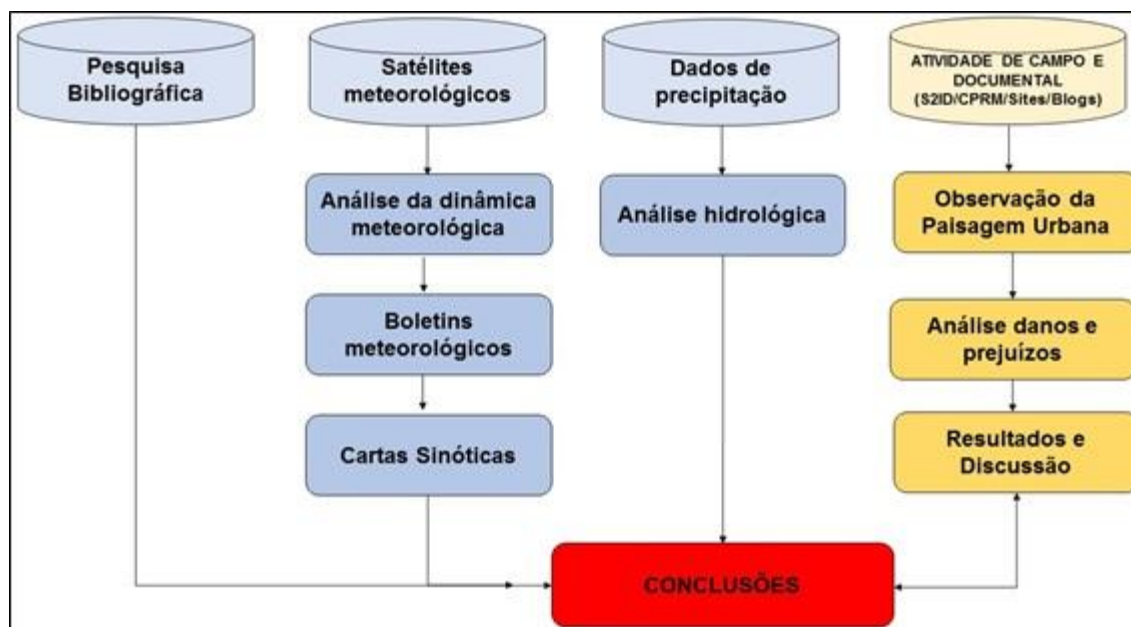 Pesquisa
Bibliográfica
Satélites
meteorológicos
Dados de
precipitação
ATIVIDADE DE CAMPO E
DOCUMENTAL
(S2ID/CPRM/Sites/Blogs)
Análise da dinâmica
meteorológica
Análise hidrológica
Observação da
Paisagem Urbana
Boletins
meteorológicos
Análise danos e
prejuízos
Cartas Sinóticas
Resultados e
Discussão
CONCLUSÕES